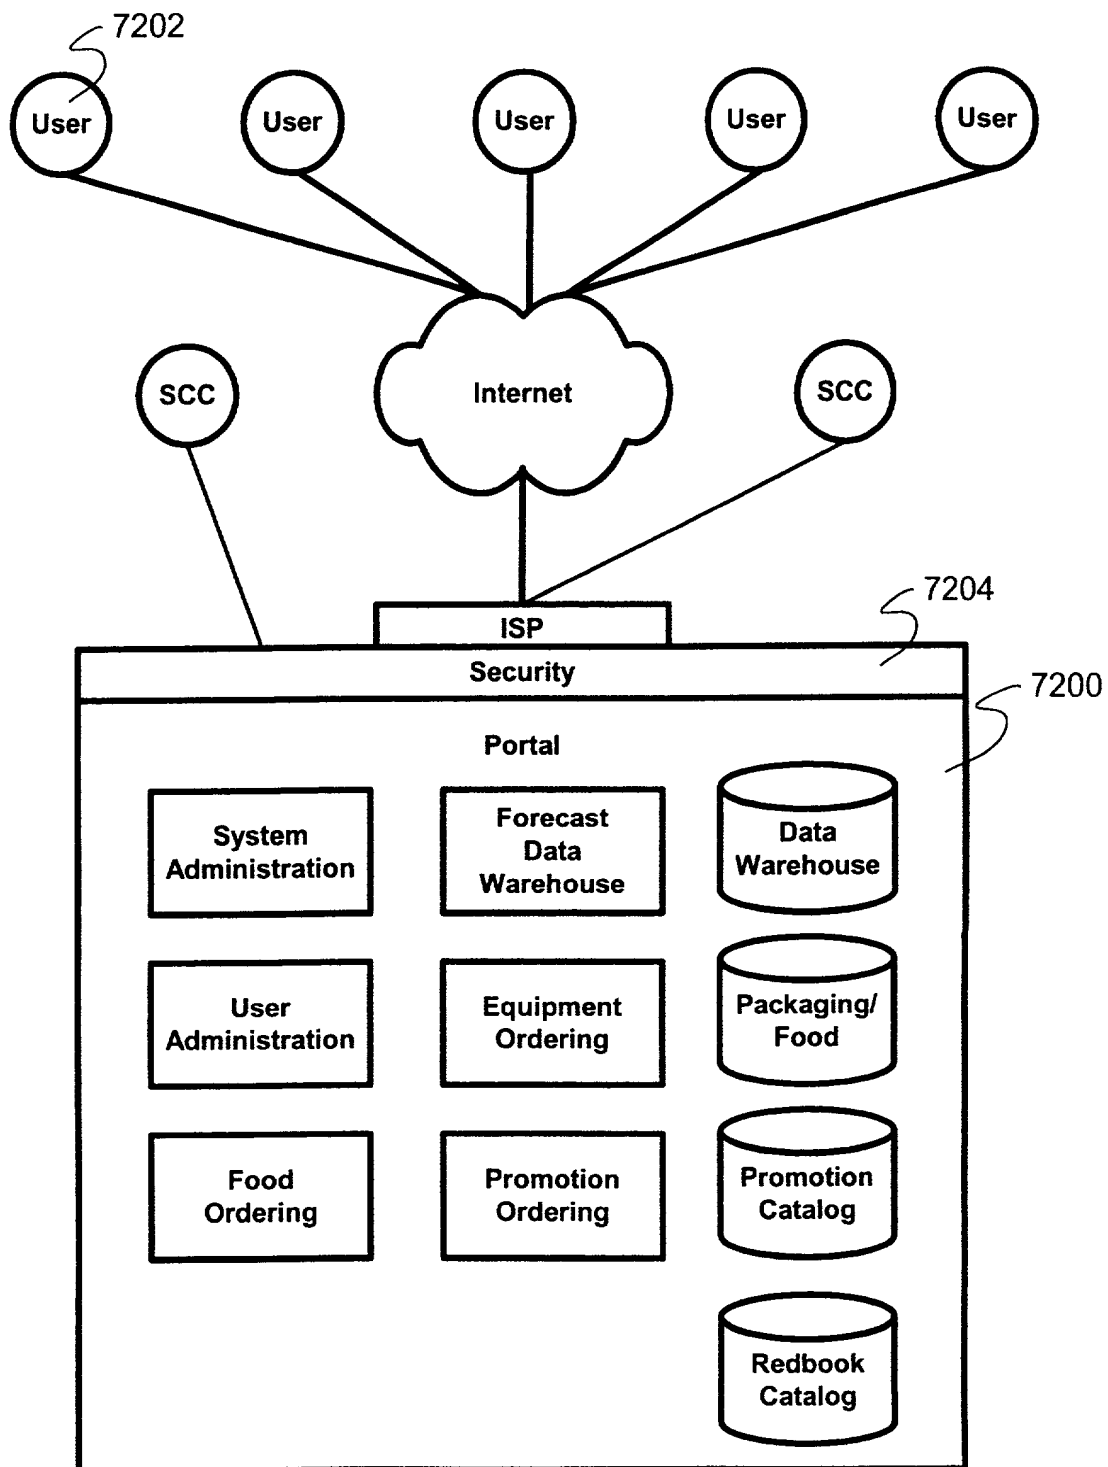 7202
User
User
User
User
User
SCC
Internet
SCC
7204
ISP
Security
7200
Portal
System
Administration
Forecast
Data
Warehouse
Data
Warehouse
User
Administration
Equipment
Ordering
Packaging/
Food
Food
Ordering
Promotion
Ordering
Promotion
Catalog
Redbook
Catalog